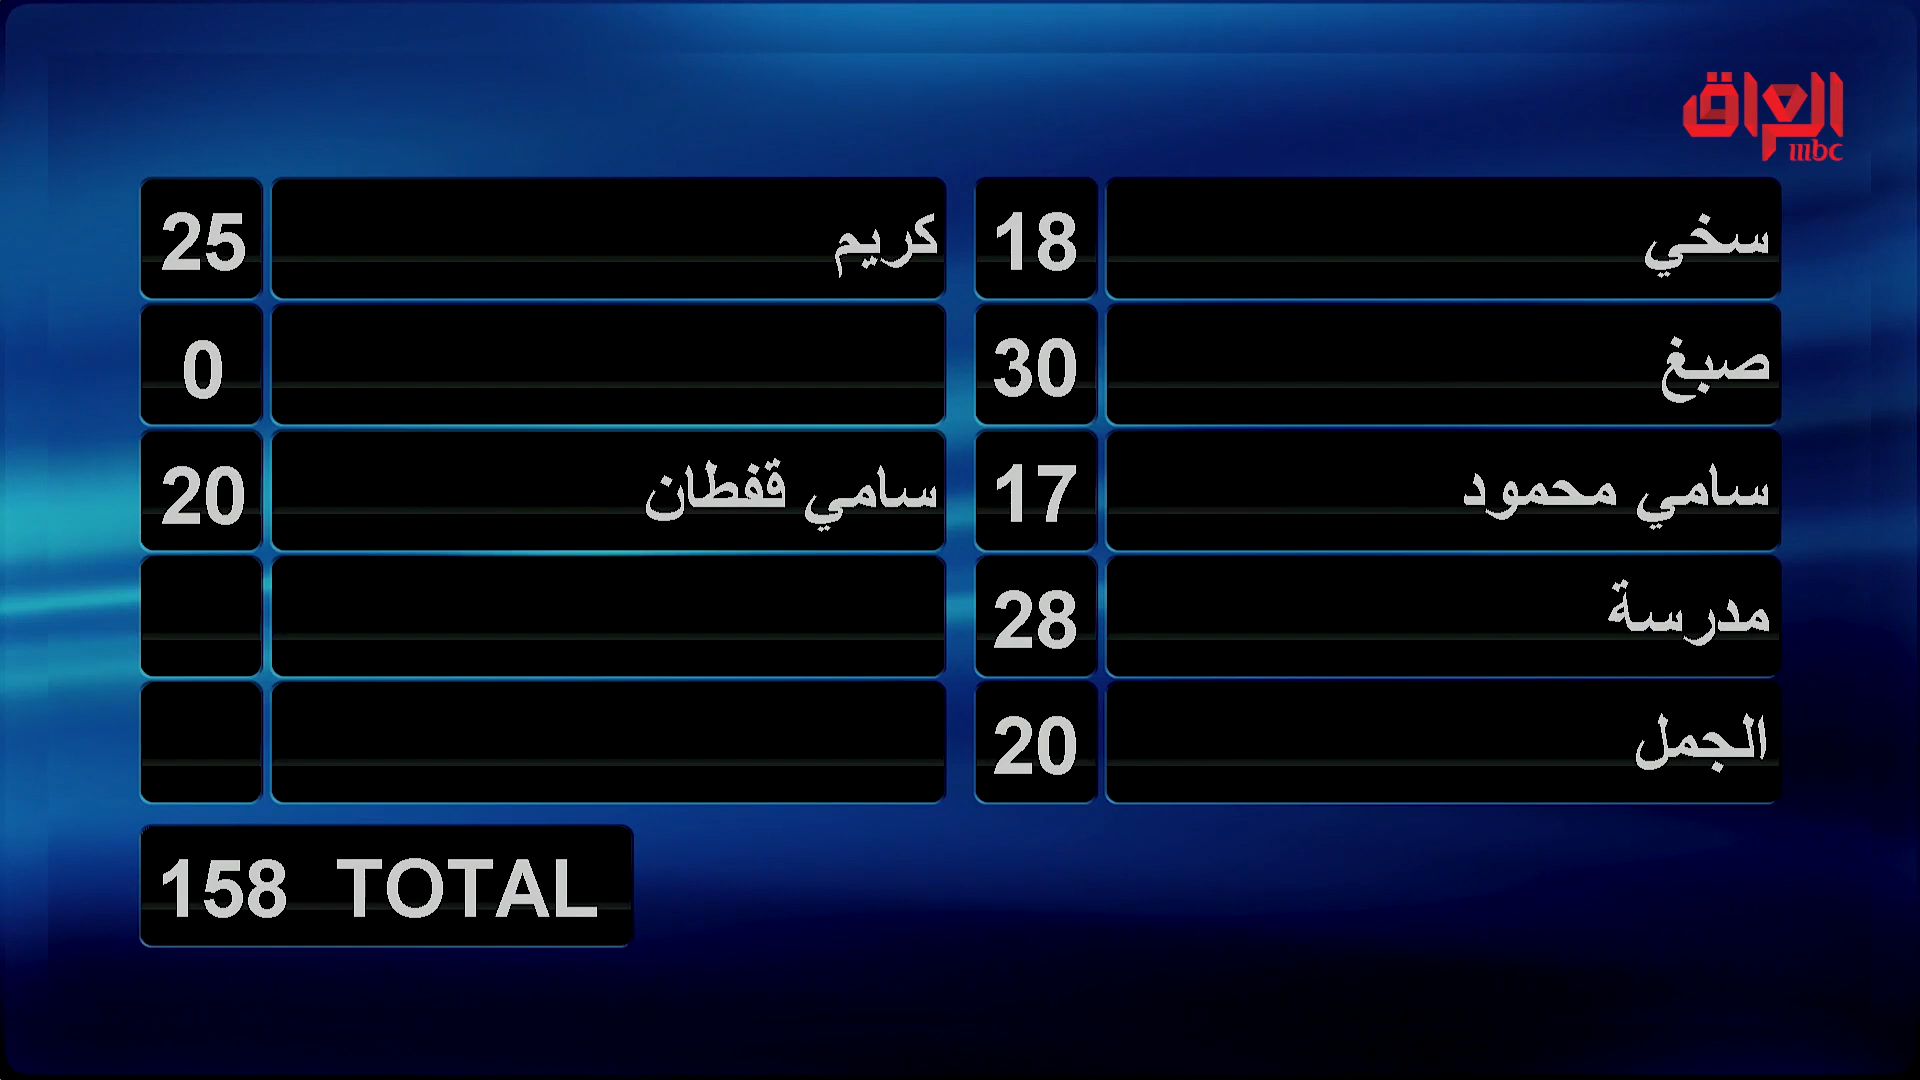 العراق
mbc
سخي 18 كريم 25
صبغ 30 0
سامي محمود 17 سامي قفطان 20
مدرسة 28
الجمل 20
158 TOTAL